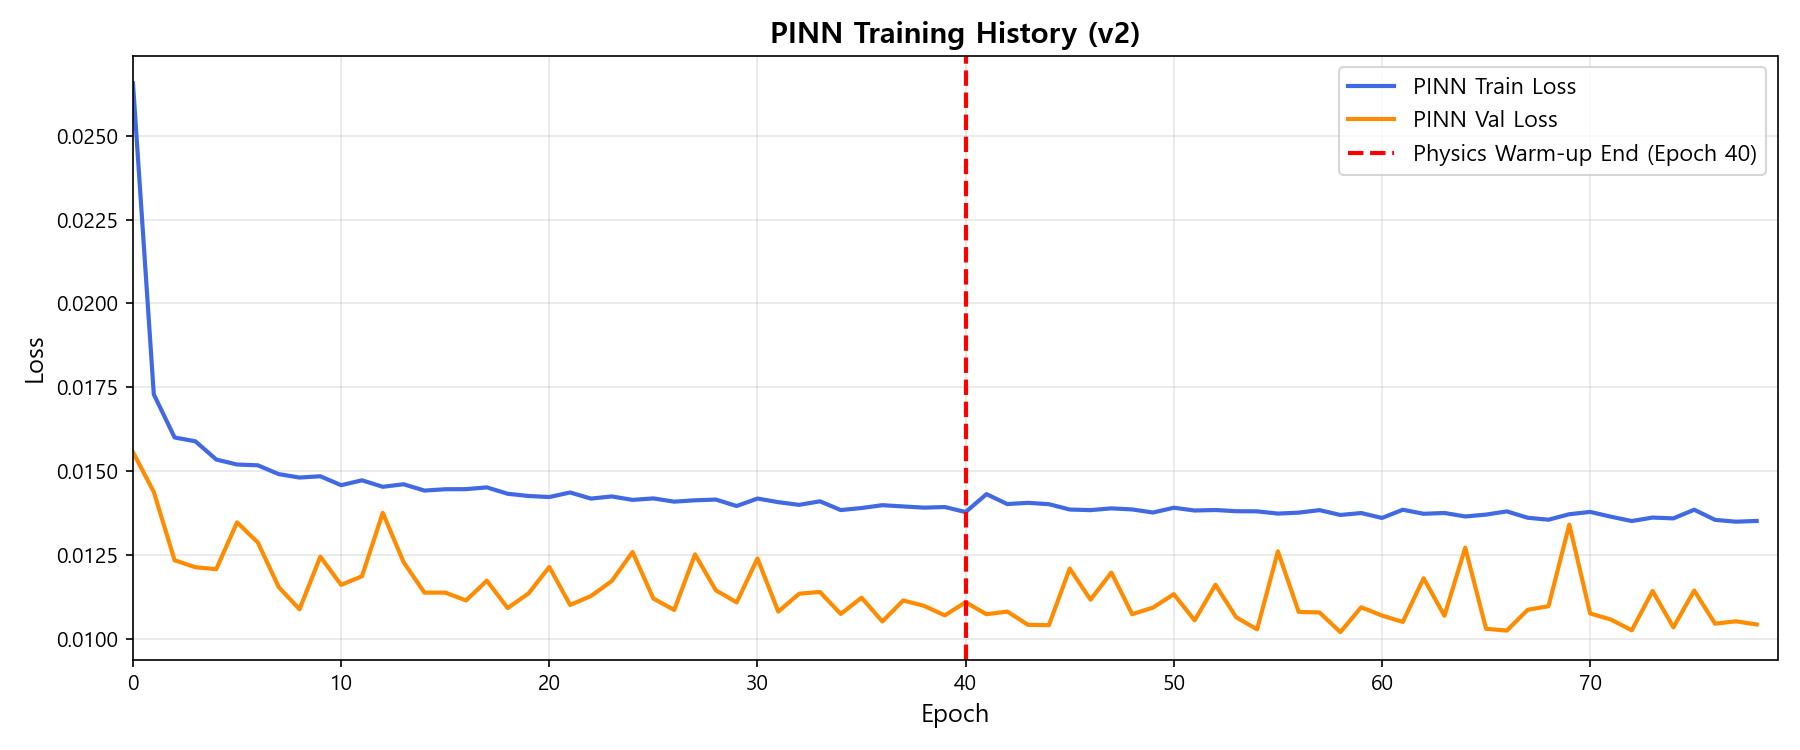 PINN Training History (v2)
PINN Train Loss
PINN Val Loss
Physics Warm-up End (Epoch 40)
Loss
0.0250
0.0225
0.0200
0.0175
0.0150
0.0125
0.0100
0 10 20 30 40 50 60 70
Epoch